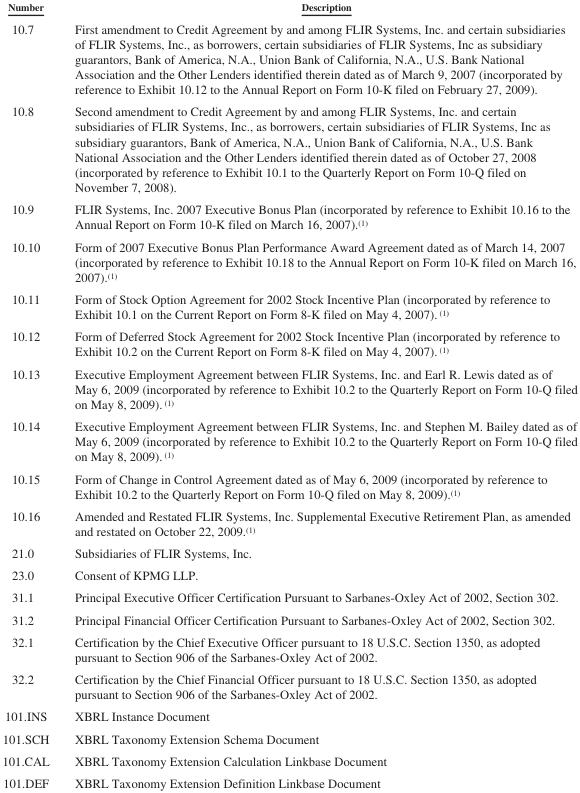 Number Description
10.7 First amendment to Credit Agreement by and among FLIR Systems, Inc. and certain subsidiaries
of FLIR Systems, Inc., as borrowers, certain subsidiaries of FLIR Systems, Inc as subsidiary
guarantors, Bank of America, N.A., Union Bank of California, N.A., U.S. Bank National
Association and the Other Lenders identified therein dated as of March 9, 2007 (incorporated by
reference to Exhibit 10.12 to the Annual Report on Form 10-K filed on February 27, 2009).
10.8 Second amendment to Credit Agreement by and among FLIR Systems, Inc. and certain
subsidiaries of FLIR Systems, Inc., as borrowers, certain subsidiaries of FLIR Systems, Inc as
subsidiary guarantors, Bank of America, N.A., Union Bank of California, N.A., U.S. Bank
National Association and the Other Lenders identified therein dated as of October 27, 2008
(incorporated by reference to Exhibit 10.1 to the Quarterly Report on Form 10-Q filed on
November 7, 2008).
10.9 FLIR Systems, Inc. 2007 Executive Bonus Plan (incorporated by reference to Exhibit 10.16 to the
Annual Report on Form 10-K filed on March 16, 2007).(1)
10.10 Form of 2007 Executive Bonus Plan Performance Award Agreement dated as of March 14, 2007
(incorporated by reference to Exhibit 10.18 to the Annual Report on Form 10-K filed on March 16,
2007).(1)
10.11 Form of Stock Option Agreement for 2002 Stock Incentive Plan (incorporated by reference to
Exhibit 10.1 on the Current Report on Form 8-K filed on May 4, 2007). (1)
10.12 Form of Deferred Stock Agreement for 2002 Stock Incentive Plan (incorporated by reference to
Exhibit 10.2 on the Current Report on Form 8-K filed on May 4, 2007). (1)
10.13 Executive Employment Agreement between FLIR Systems, Inc. and Earl R. Lewis dated as of
May 6, 2009 (incorporated by reference to Exhibit 10.2 to the Quarterly Report on Form 10-Q filed
on May 8, 2009). (1)
10.14 Executive Employment Agreement between FLIR Systems, Inc. and Stephen M. Bailey dated as of
May 6, 2009 (incorporated by reference to Exhibit 10.2 to the Quarterly Report on Form 10-Q filed
on May 8, 2009). (1)
10.15 Form of Change in Control Agreement dated as of May 6, 2009 (incorporated by reference to
Exhibit 10.2 to the Quarterly Report on Form 10-Q filed on May 8, 2009).(1)
10.16 Amended and Restated FLIR Systems, Inc. Supplemental Executive Retirement Plan, as amended
and restated on October 22, 2009.(1)
21.0 Subsidiaries of FLIR Systems, Inc.
23.0 Consent of KPMG LLP.
31.1 Principal Executive Officer Certification Pursuant to Sarbanes-Oxley Act of 2002, Section 302.
31.2 Principal Financial Officer Certification Pursuant to Sarbanes-Oxley Act of 2002, Section 302.
32.1 Certification by the Chief Executive Officer pursuant to 18 U.S.C. Section 1350, as adopted
pursuant to Section 906 of the Sarbanes-Oxley Act of 2002.
32.2 Certification by the Chief Financial Officer pursuant to 18 U.S.C. Section 1350, as adopted
pursuant to Section 906 of the Sarbanes-Oxley Act of 2002.
101.INS XBRL Instance Document
101.SCH XBRL Taxonomy Extension Schema Document
101.CAL XBRL Taxonomy Extension Calculation Linkbase Document
101.DEF XBRL Taxonomy Extension Definition Linkbase Document